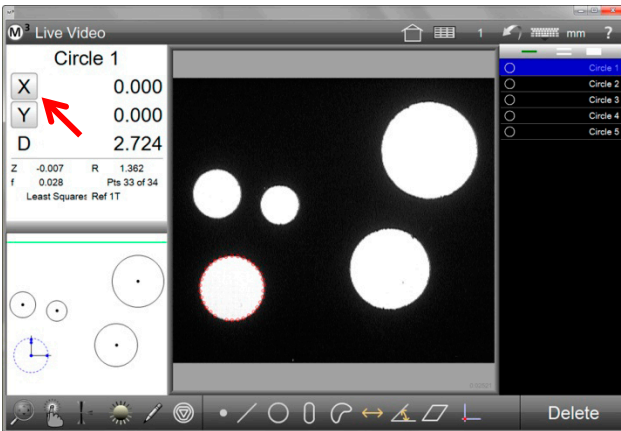 M³ Live Video
1
mm
?
Circle 1
X 0.000
Y 0.000
D 2.724
Z -0.007 R 1.362
f 0.028 Pts 33 of 34
Least Squares Ref 1T
Circle 1
Circle 2
Circle 3
Circle 4
Circle 5
Delete